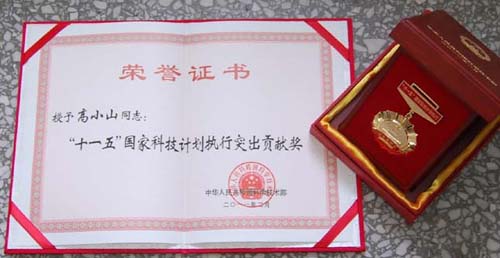 荣誉证书
授予高小山同志：
“十一五”国家科技计划执行突出贡献奖
中华人民共和国科学技术部